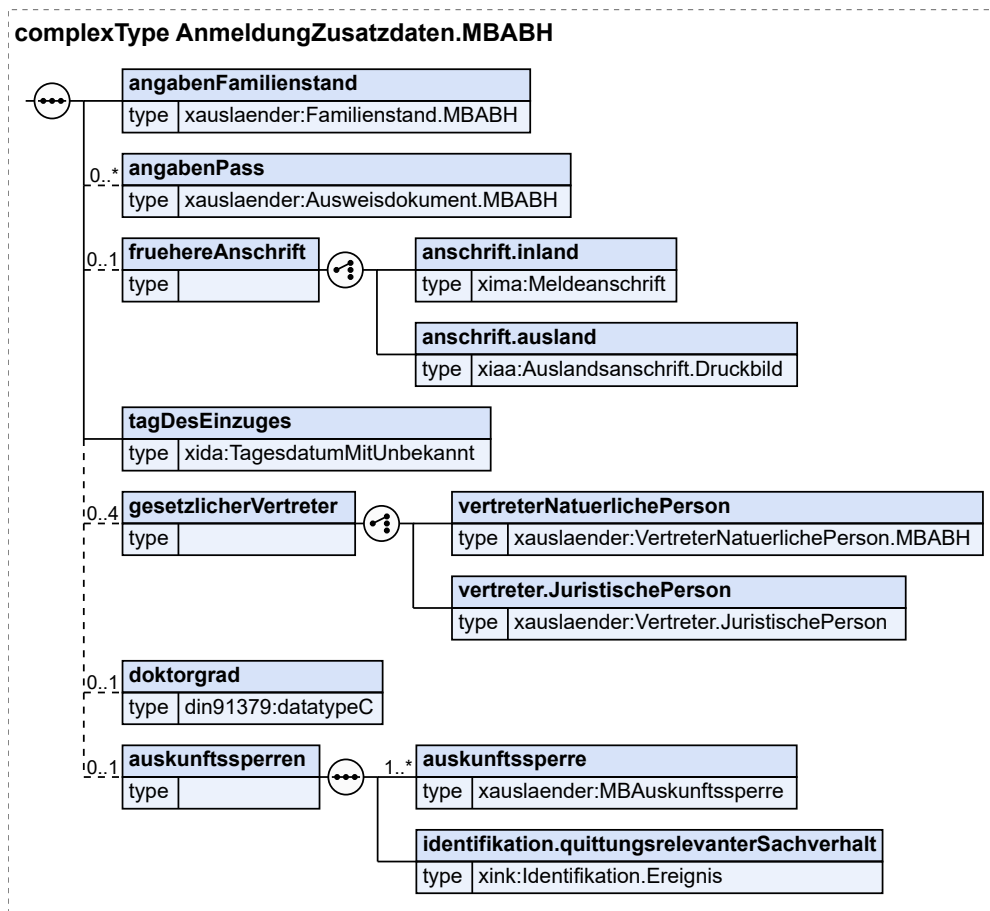 complexType AnmeldungZusatzdaten.MBABH
angabenFamilienstand
type xauslaender:Familienstand.MBABH
0..* angabenPass
type xauslaender:Ausweisdokument.MBABH
0..1 fruehereAnschrift
type
anschrift.inland
type xima:Meldeanschrift
anschrift.ausland
type xiaa:Auslandsanschrift.Druckbild
tagDesEinzuges
type xida:TagesdatumMitUnbekannt
0..4 gesetzlicherVertreter
type
vertreterNatuerlichePerson
type xauslaender:VertreterNatuerlichePerson.MBABH
vertreter.JuristischePerson
type xauslaender:Vertreter.JuristischePerson
0..1 doktorgrad
type din91379:datatypeC
0..1 auskunftssperren
type
1..* auskunftssperre
type xauslaender:MBAuskunftssperre
identifikation.quittungsrelevanterSachverhalt
type xink:Identifikation.Ereignis